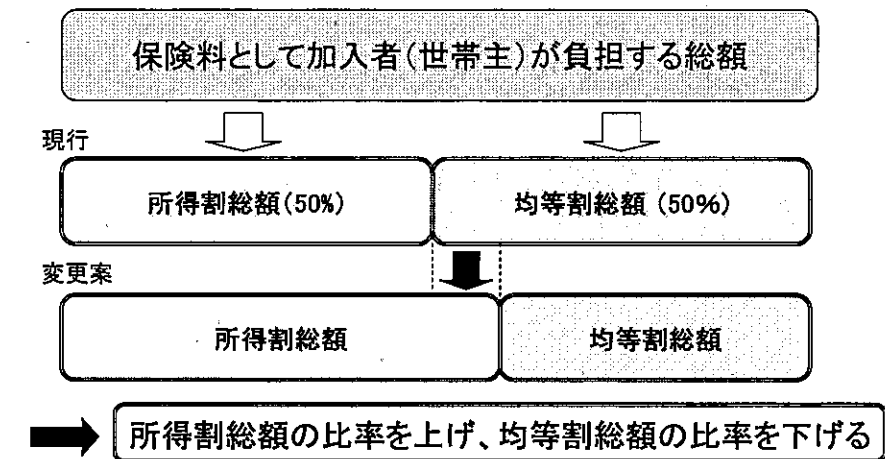 保険料として加入者(世帯主)が負担する総額
現行
所得割総額(50%)
均等割総額 (50%)
変更案
所得割総額
均等割総額
所得割総額の比率を上げ、均等割総額の比率を下げる